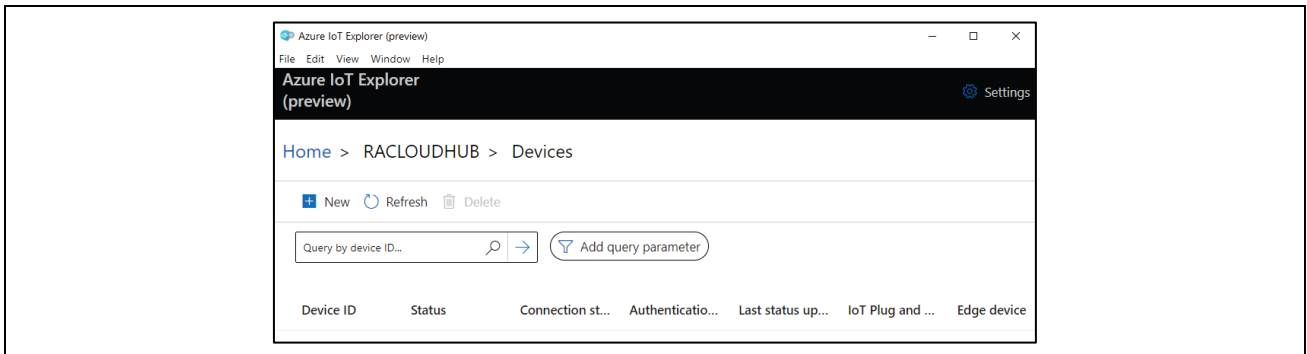 Azure IoT Explorer (preview)
File Edit View Window Help
Azure IoT Explorer
(preview)
Settings
Home > RACLOUDHUB > Devices
New Refresh Delete
Query by device ID... Add query parameter
Device ID Status Connection st... Authenticatio... Last status up... IoT Plug and ... Edge device